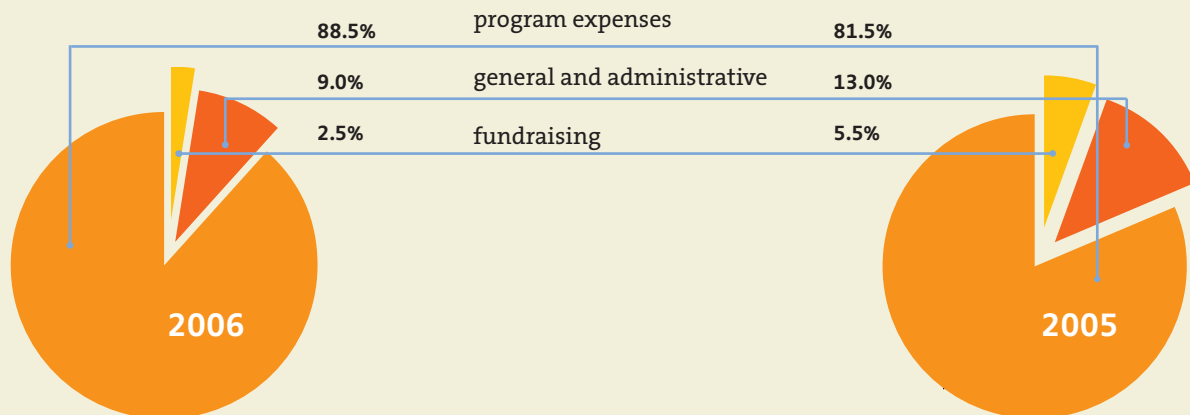 88.5% program expenses 81.5%
9.0% general and administrative 13.0%
2.5% fundraising 5.5%
2006 2005